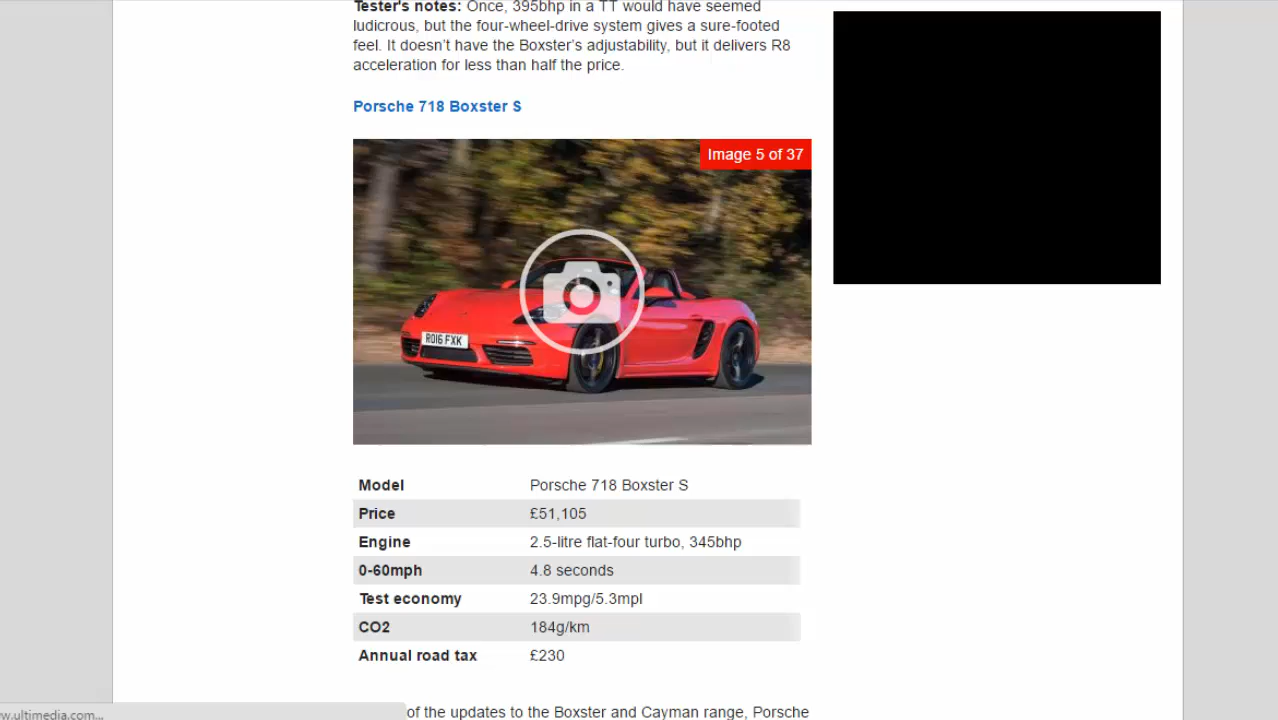 Tester's notes: Once, 395bhp in a TT would have seemed
ludicrous, but the four-wheel-drive system gives a sure-footed
feel. It doesn’t have the Boxster’s adjustability, but it delivers R8
acceleration for less than half the price.
Porsche 718 Boxster S
Image 5 of 37
RO16 FXK
Model Porsche 718 Boxster S
Price £51,105
Engine 2.5-litre flat-four turbo, 345bhp
0-60mph 4.8 seconds
Test economy 23.9mpg/5.3mpl
CO2 184g/km
Annual road tax £230
of the updates to the Boxster and Cayman range, Porsche
w.ultimedia.com...